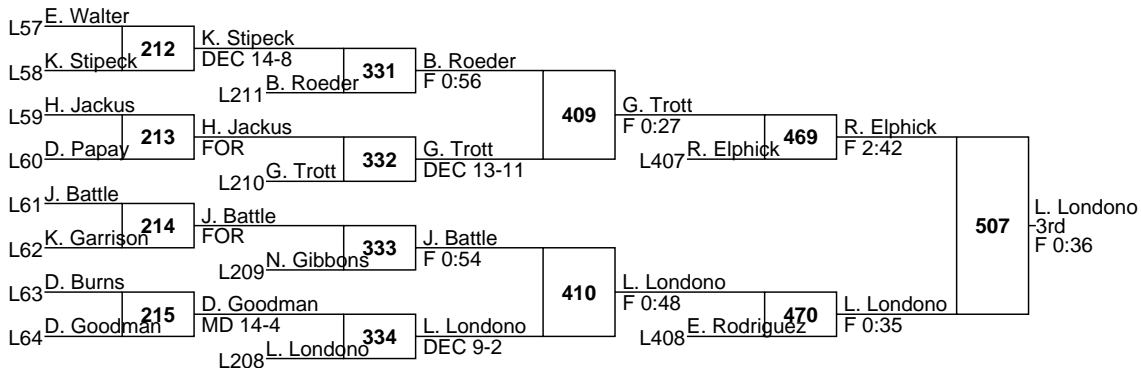 E. Walter
L57
212
K. Stipeck
DEC 14-8
L58
K. Stipeck
331
B. Roeder
F 0:56
L211
B. Roeder
L59
H. Jackus
213
H. Jackus
FOR
L60
D. Papay
332
G. Trott
DEC 13-11
L210
G. Trott
409
G. Trott
F 0:27
L407
R. Elphick
469
R. Elphick
F 2:42
L61
J. Battle
214
J. Battle
FOR
L62
K. Garrison
333
J. Battle
F 0:54
L209
N. Gibbons
L63
D. Burns
215
D. Goodman
MD 14-4
L64
D. Goodman
334
L. Londono
DEC 9-2
L208
L. Londono
410
L. Londono
F 0:48
L408
E. Rodriguez
470
L. Londono
F 0:35
507
L. Londono
3rd
F 0:36